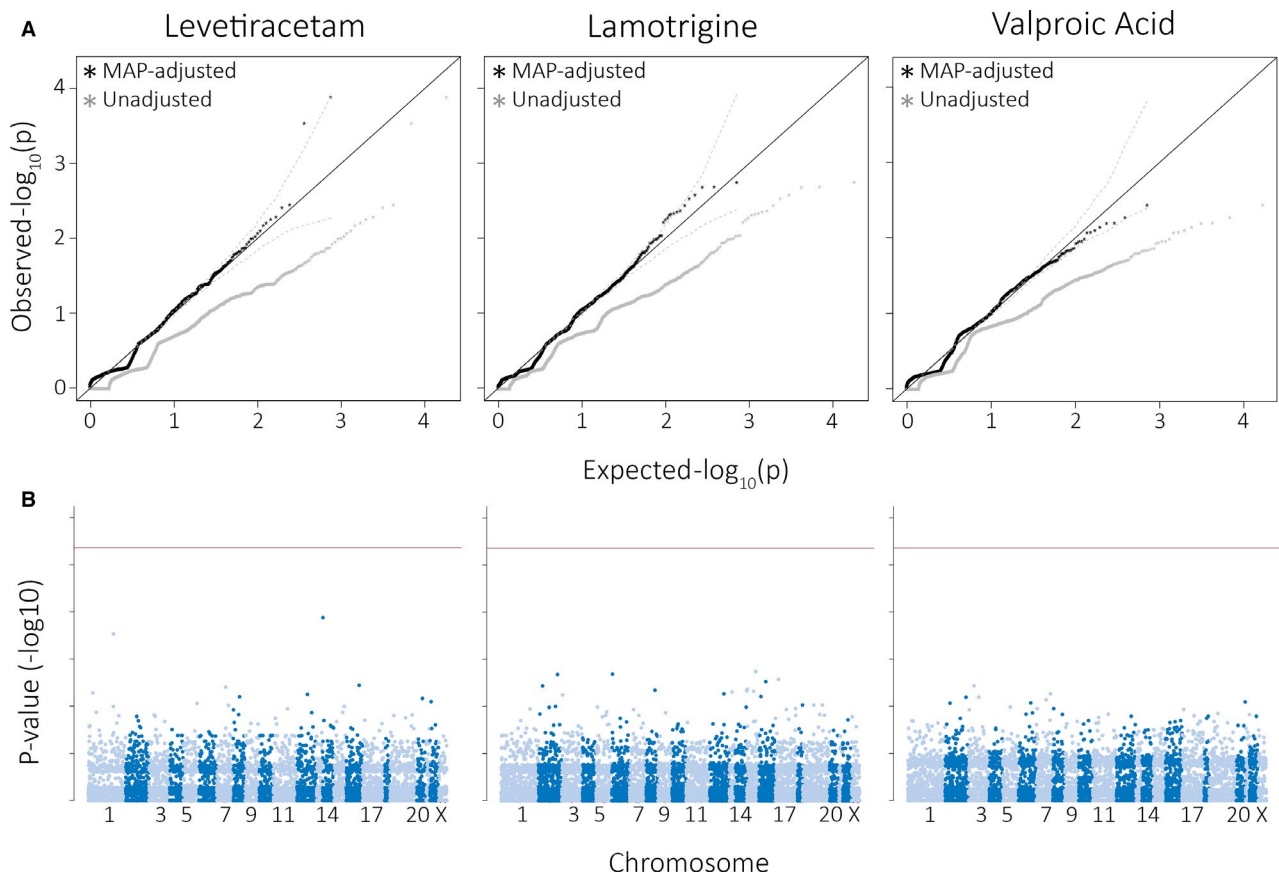 A
Levetiracetam
Lamotrigine
Valproic Acid
* MAP-adjusted
* Unadjusted
* MAP-adjusted
* Unadjusted
* MAP-adjusted
* Unadjusted
Observed-log10(p)
4
3
2
1
0
0 1 2 3 4
0 1 2 3 4
0 1 2 3 4
Expected-log10(p)
B
P-value (-log10)
1 3 5 7 9 11 14 17 20 X
1 3 5 7 9 11 14 17 20 X
1 3 5 7 9 11 14 17 20 X
Chromosome